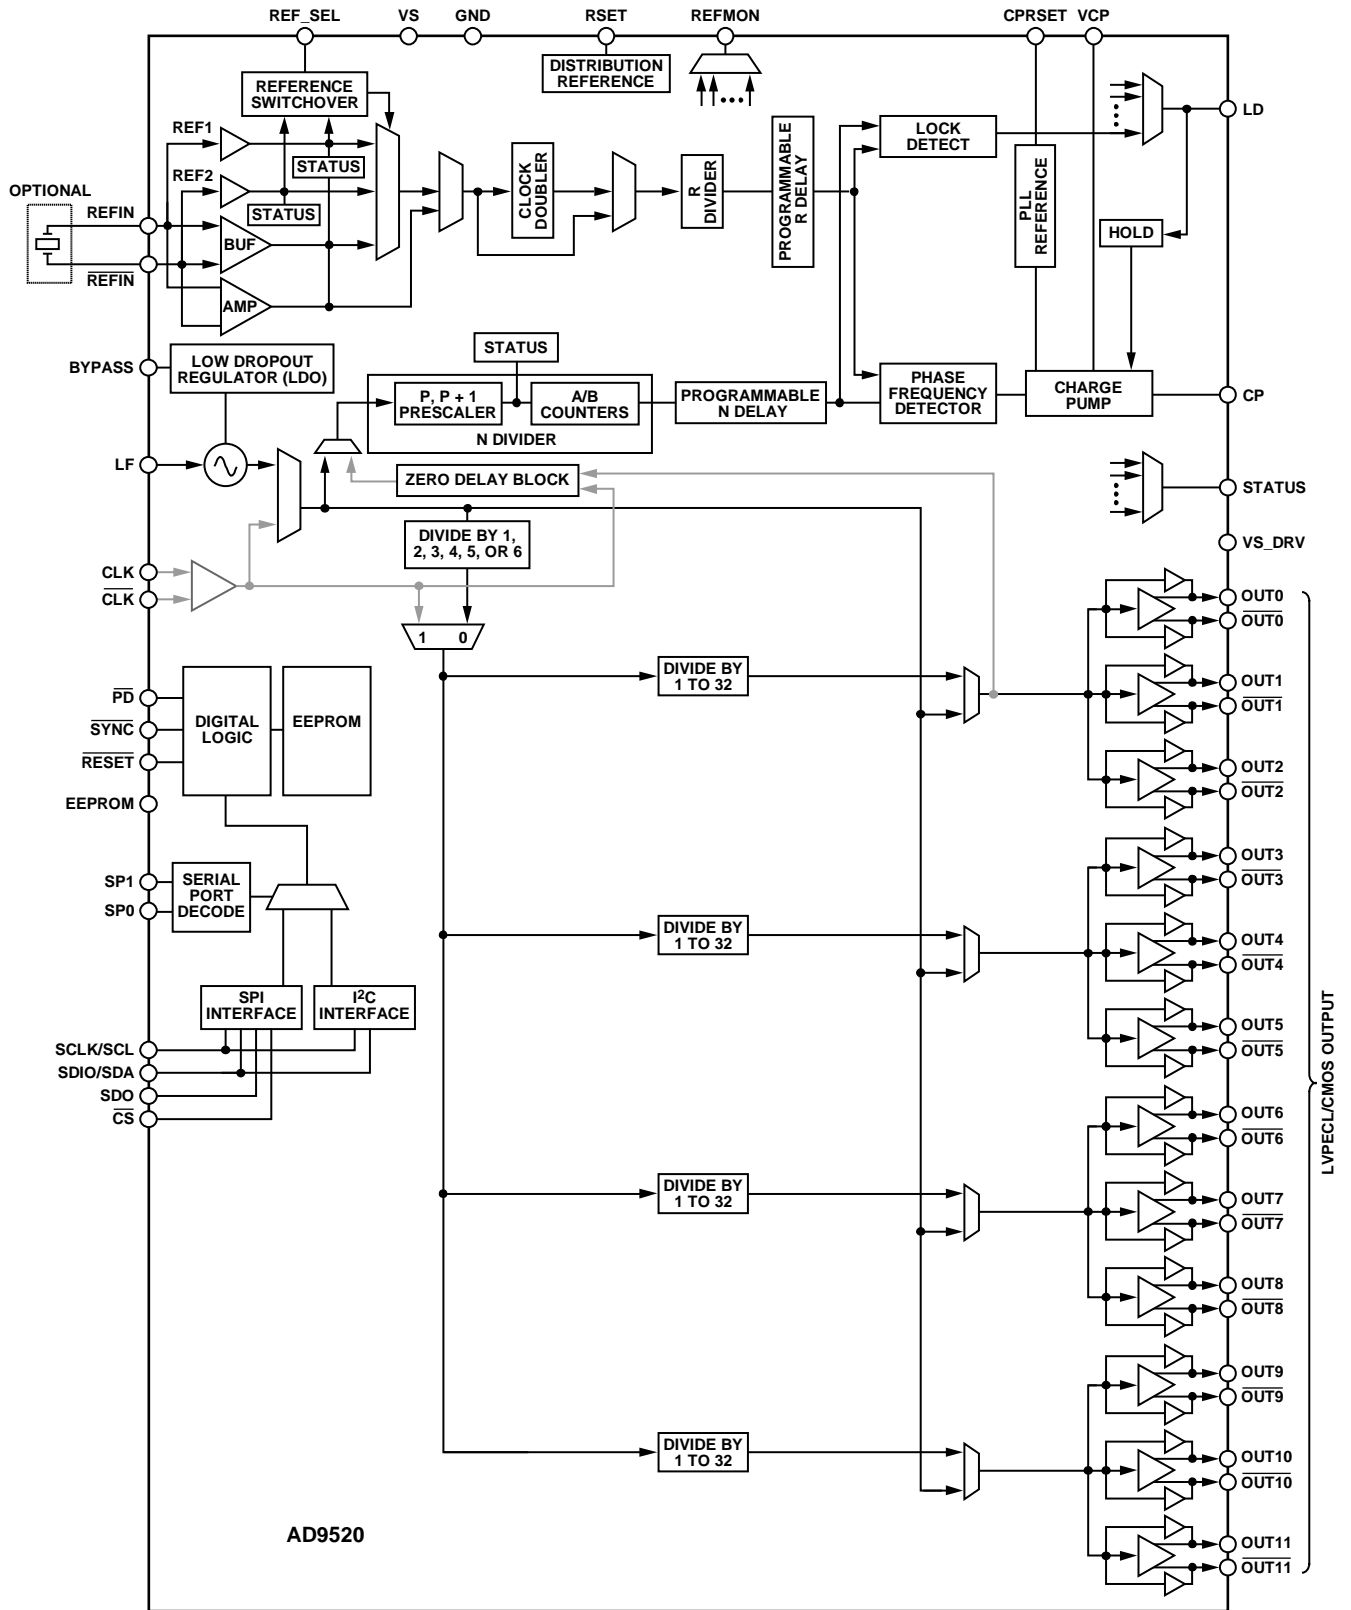 REF_SEL
VS
GND
RSET
REFMON
CPRSET
VCP
DISTRIBUTION
REFERENCE
REFERENCE
SWITCHOVER
REF1
REF2
STATUS
STATUS
OPTIONAL
REFIN
REFIN
BUF
AMP
CLOCK
DOUBLER
R
DIVIDER
PROGRAMMABLE
R DELAY
LOCK
DETECT
PLL
REFERENCE
HOLD
LD
BYPASS
LOW DROPOUT
REGULATOR (LDO)
STATUS
P, P + 1
PRESCALER
A/B
COUNTERS
N DIVIDER
PROGRAMMABLE
N DELAY
PHASE
FREQUENCY
DETECTOR
CHARGE
PUMP
CP
LF
ZERO DELAY BLOCK
STATUS
DIVIDE BY 1,
2, 3, 4, 5, OR 6
VS_DRV
CLK
CLK
1 0
OUT0
OUT0
DIVIDE BY
1 TO 32
OUT1
OUT1
OUT2
OUT2
PD
SYNC
RESET
DIGITAL
LOGIC
EEPROM
EEPROM
SP1
SP0
SERIAL
PORT
DECODE
OUT3
OUT3
DIVIDE BY
1 TO 32
OUT4
OUT4
OUT5
OUT5
SPI
INTERFACE
I2C
INTERFACE
SCLK/SCL
SDIO/SDA
SDO
CS
LVPECL/CMOS OUTPUT
OUT6
OUT6
DIVIDE BY
1 TO 32
OUT7
OUT7
OUT8
OUT8
OUT9
OUT9
DIVIDE BY
1 TO 32
OUT10
OUT10
OUT11
OUT11
AD9520